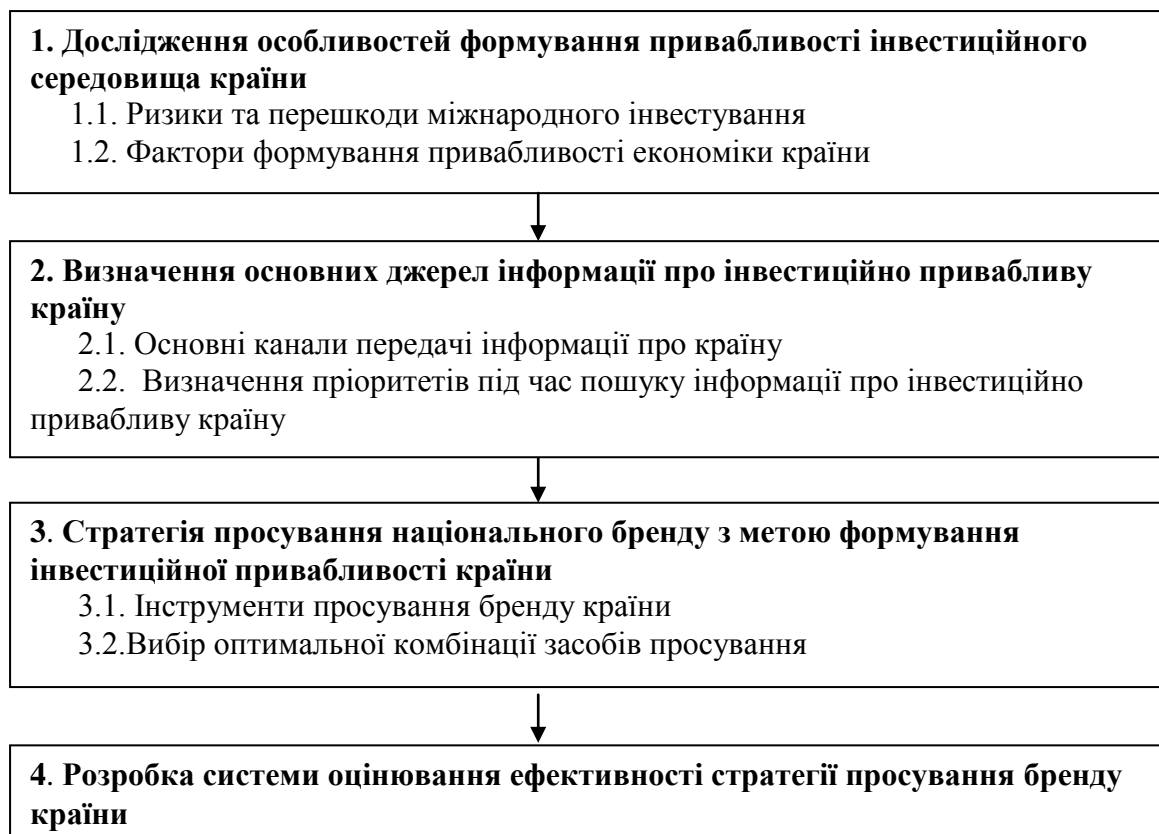 1. Дослідження особливостей формування привабливості інвестиційного
середовища країни
1.1. Ризики та перешкоди міжнародного інвестування
1.2. Фактори формування привабливості економіки країни
2. Визначення основних джерел інформації про інвестиційно привабливу
країну
2.1. Основні канали передачі інформації про країну
2.2. Визначення пріоритетів під час пошуку інформації про інвестиційно
привабливу країну
3. Стратегія просування національного бренду з метою формування
інвестиційної привабливості країни
3.1. Інструменти просування бренду країни
3.2.Вибір оптимальної комбінації засобів просування
4. Розробка системи оцінювання ефективності стратегії просування бренду
країни